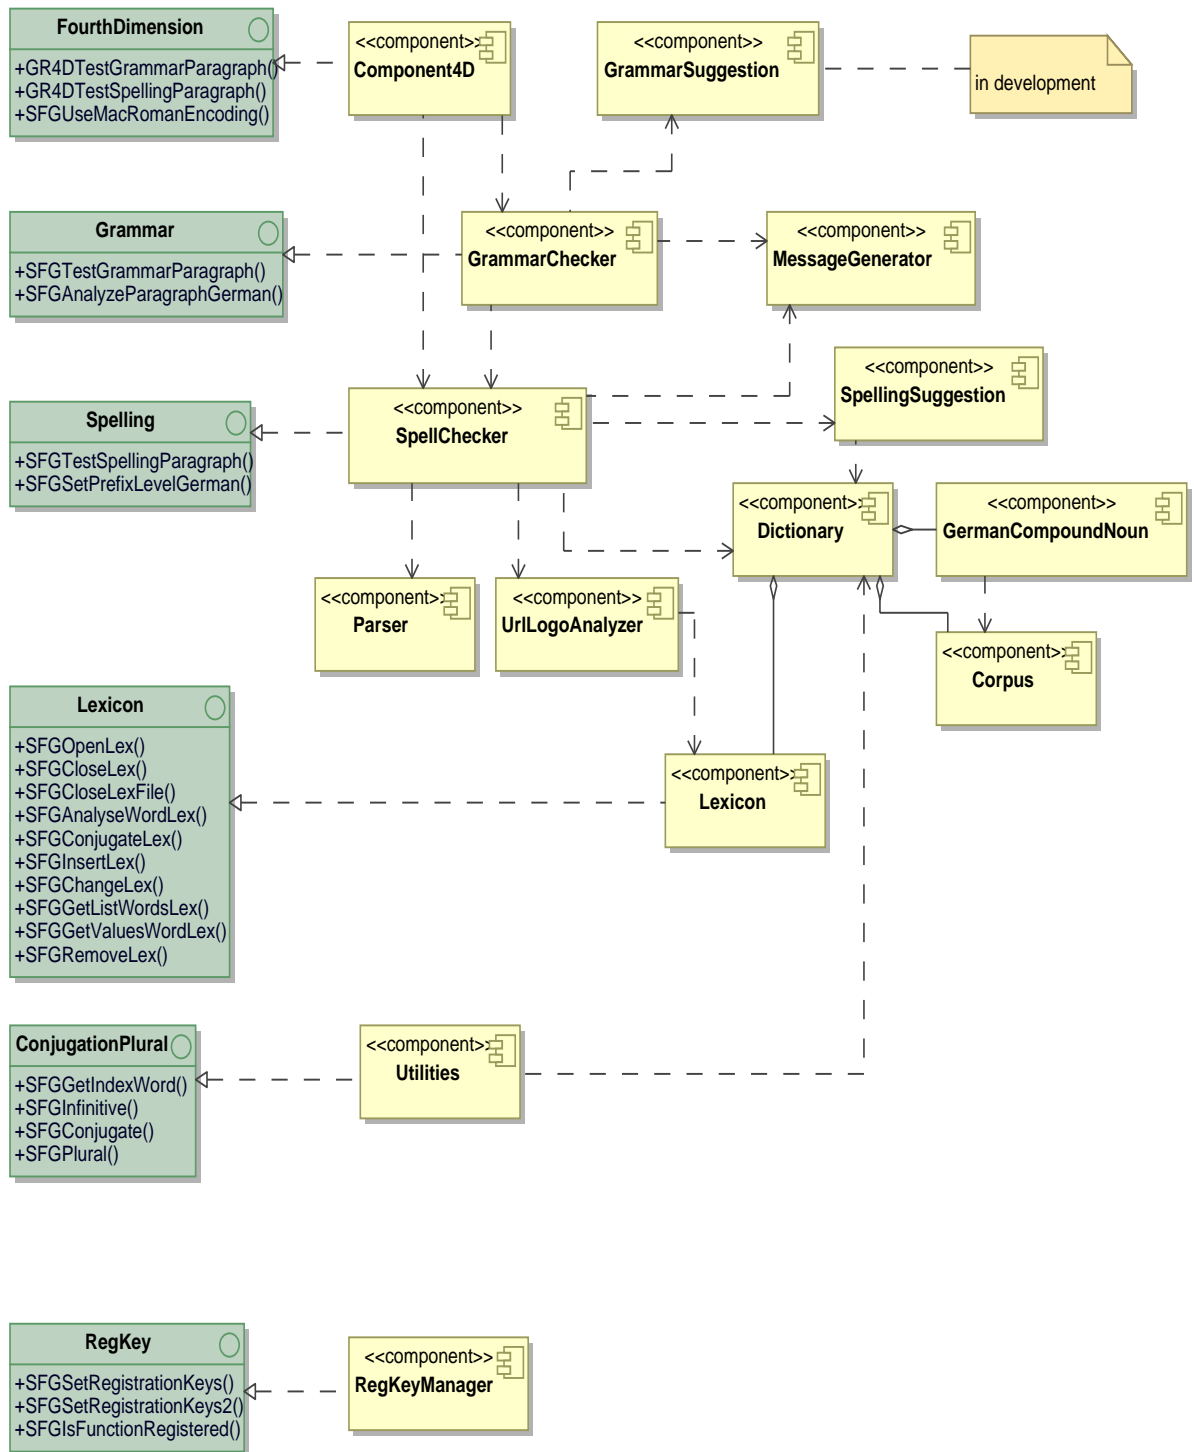 FourthDimension
+GR4DTestGrammarParagraph()
+GR4DTestSpellingParagraph()
+SFGUseMacRomanEncoding()
<<component>>
Component4D
<<component>>
GrammarSuggestion
in development
Grammar
+SFGTestGrammarParagraph()
+SFGAnalyzeParagraphGerman()
<<component>>
GrammarChecker
<<component>>
MessageGenerator
<<component>>
SpellingSuggestion
Spelling
+SFGTestSpellingParagraph()
+SFGSetPrefixLevelGerman()
<<component>>
SpellChecker
<<component>>
Dictionary
<<component>>
GermanCompoundNoun
<<component>>
Parser
<<component>>
UrlLogoAnalyzer
<<component>>
Corpus
Lexicon
+SFGOpenLex()
+SFGCloseLex()
+SFGCloseLexFile()
+SFGAnalyseWordLex()
+SFGConjugateLex()
+SFGInsertLex()
+SFGChangeLex()
+SFGGetListWordsLex()
+SFGGetValuesWordLex()
+SFGRemoveLex()
<<component>>
Lexicon
ConjugationPlural
+SFGGetIndexWord()
+SFGInfinitive()
+SFGConjugate()
+SFGPlural()
<<component>>
Utilities
RegKey
+SFGSetRegistrationKeys()
+SFGSetRegistrationKeys2()
+SFGIsFunctionRegistered()
<<component>>
RegKeyManager